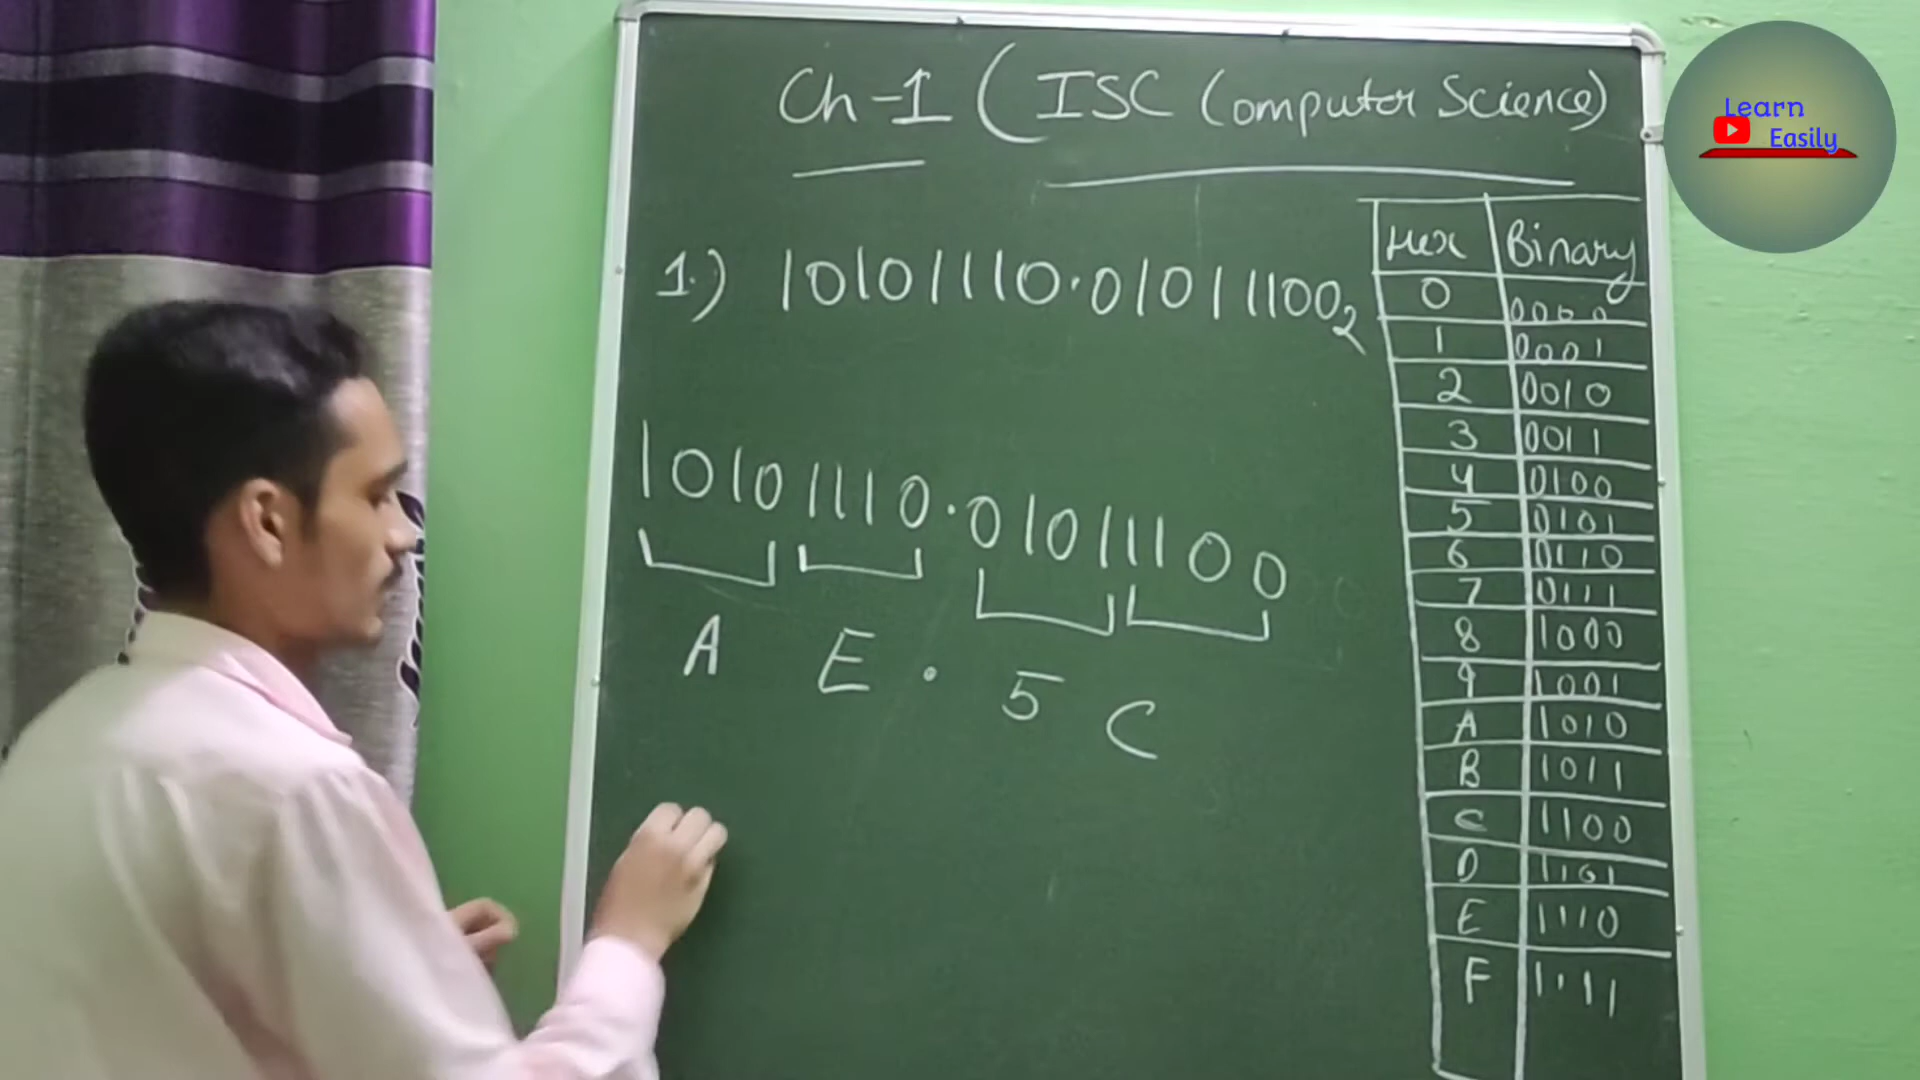 Ch-1 (ISC Computer Science)
1.) 10101110.01011100₂
10101110.01011100
A E . 5 C
Hex Binary
0 0000
1 0001
2 0010
3 0011
4 0100
5 0101
6 0110
7 0111
8 1000
9 1001
A 1010
B 1011
C 1100
D 1101
E 1110
F 1111
Learn
Easily